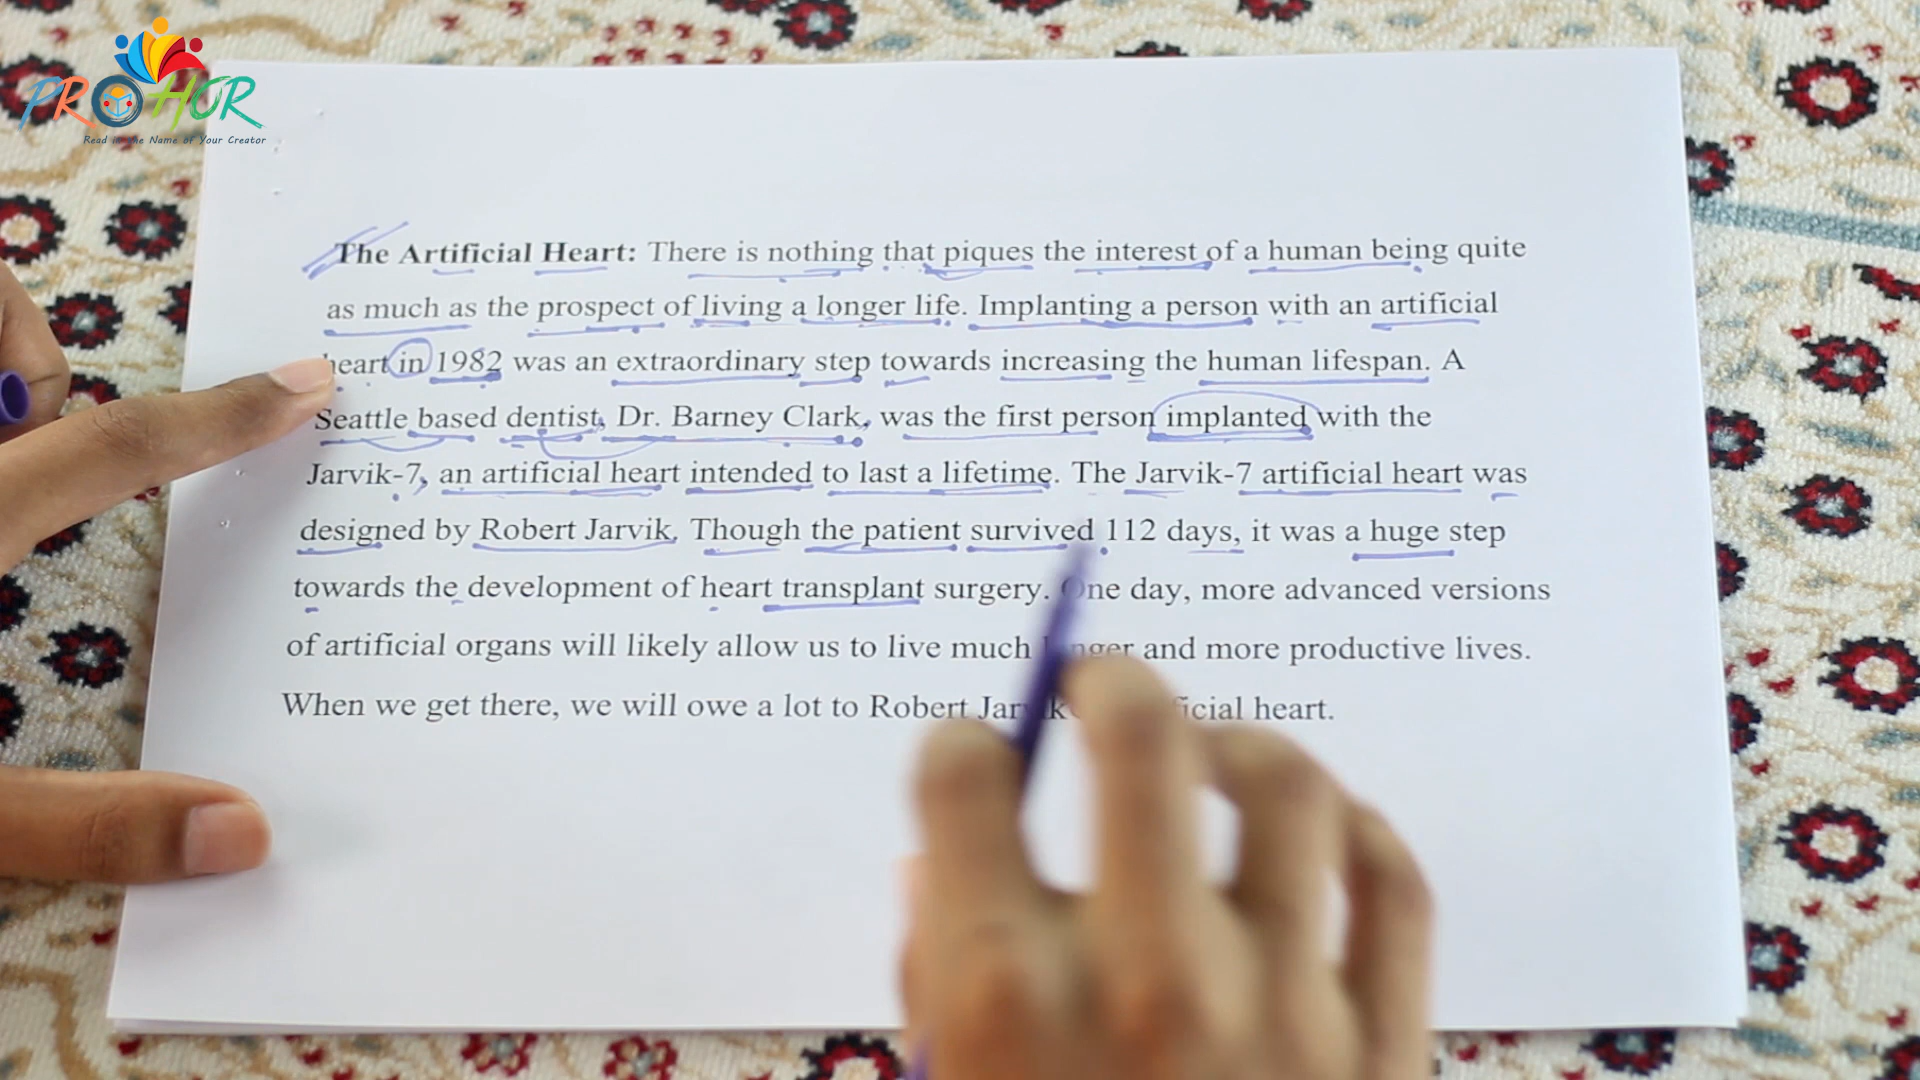 PROHOR
Read in the Name of Your Creator
The Artificial Heart: There is nothing that piques the interest of a human being quite
as much as the prospect of living a longer life. Implanting a person with an artificial
heart in 1982 was an extraordinary step towards increasing the human lifespan. A
Seattle based dentist, Dr. Barney Clark, was the first person implanted with the
Jarvik-7, an artificial heart intended to last a lifetime. The Jarvik-7 artificial heart was
designed by Robert Jarvik. Though the patient survived 112 days, it was a huge step
towards the development of heart transplant surgery. One day, more advanced versions
of artificial organs will likely allow us to live much longer and more productive lives.
When we get there, we will owe a lot to Robert Jarvik heart.